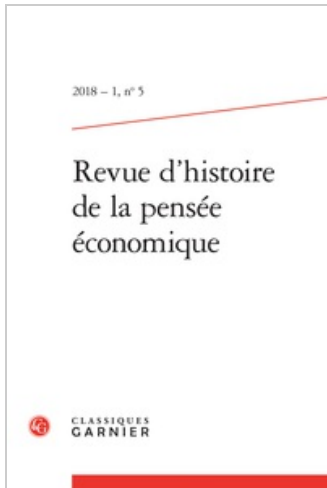 2018 – 1, n° 5
Revue d'histoire
de la pensée
économique
CLASSIQUES
GARNIER